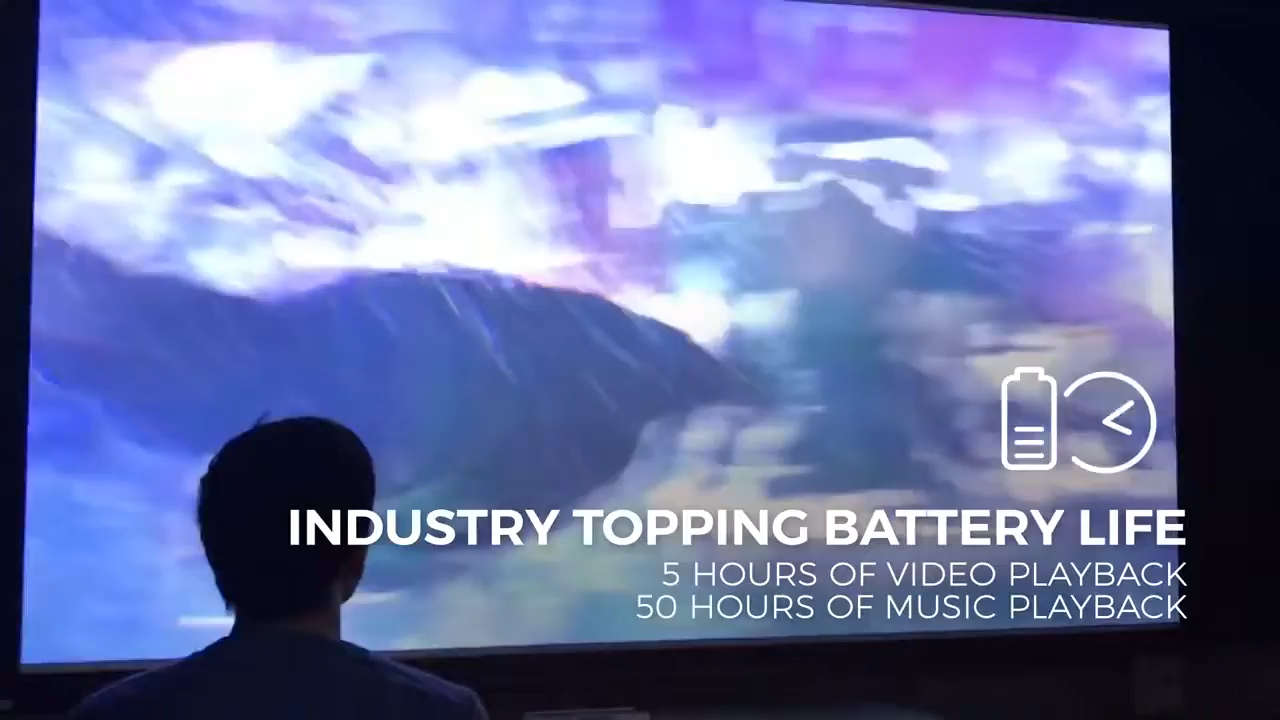 INDUSTRY TOPPING BATTERY LIFE
5 HOURS OF VIDEO PLAYBACK
50 HOURS OF MUSIC PLAYBACK